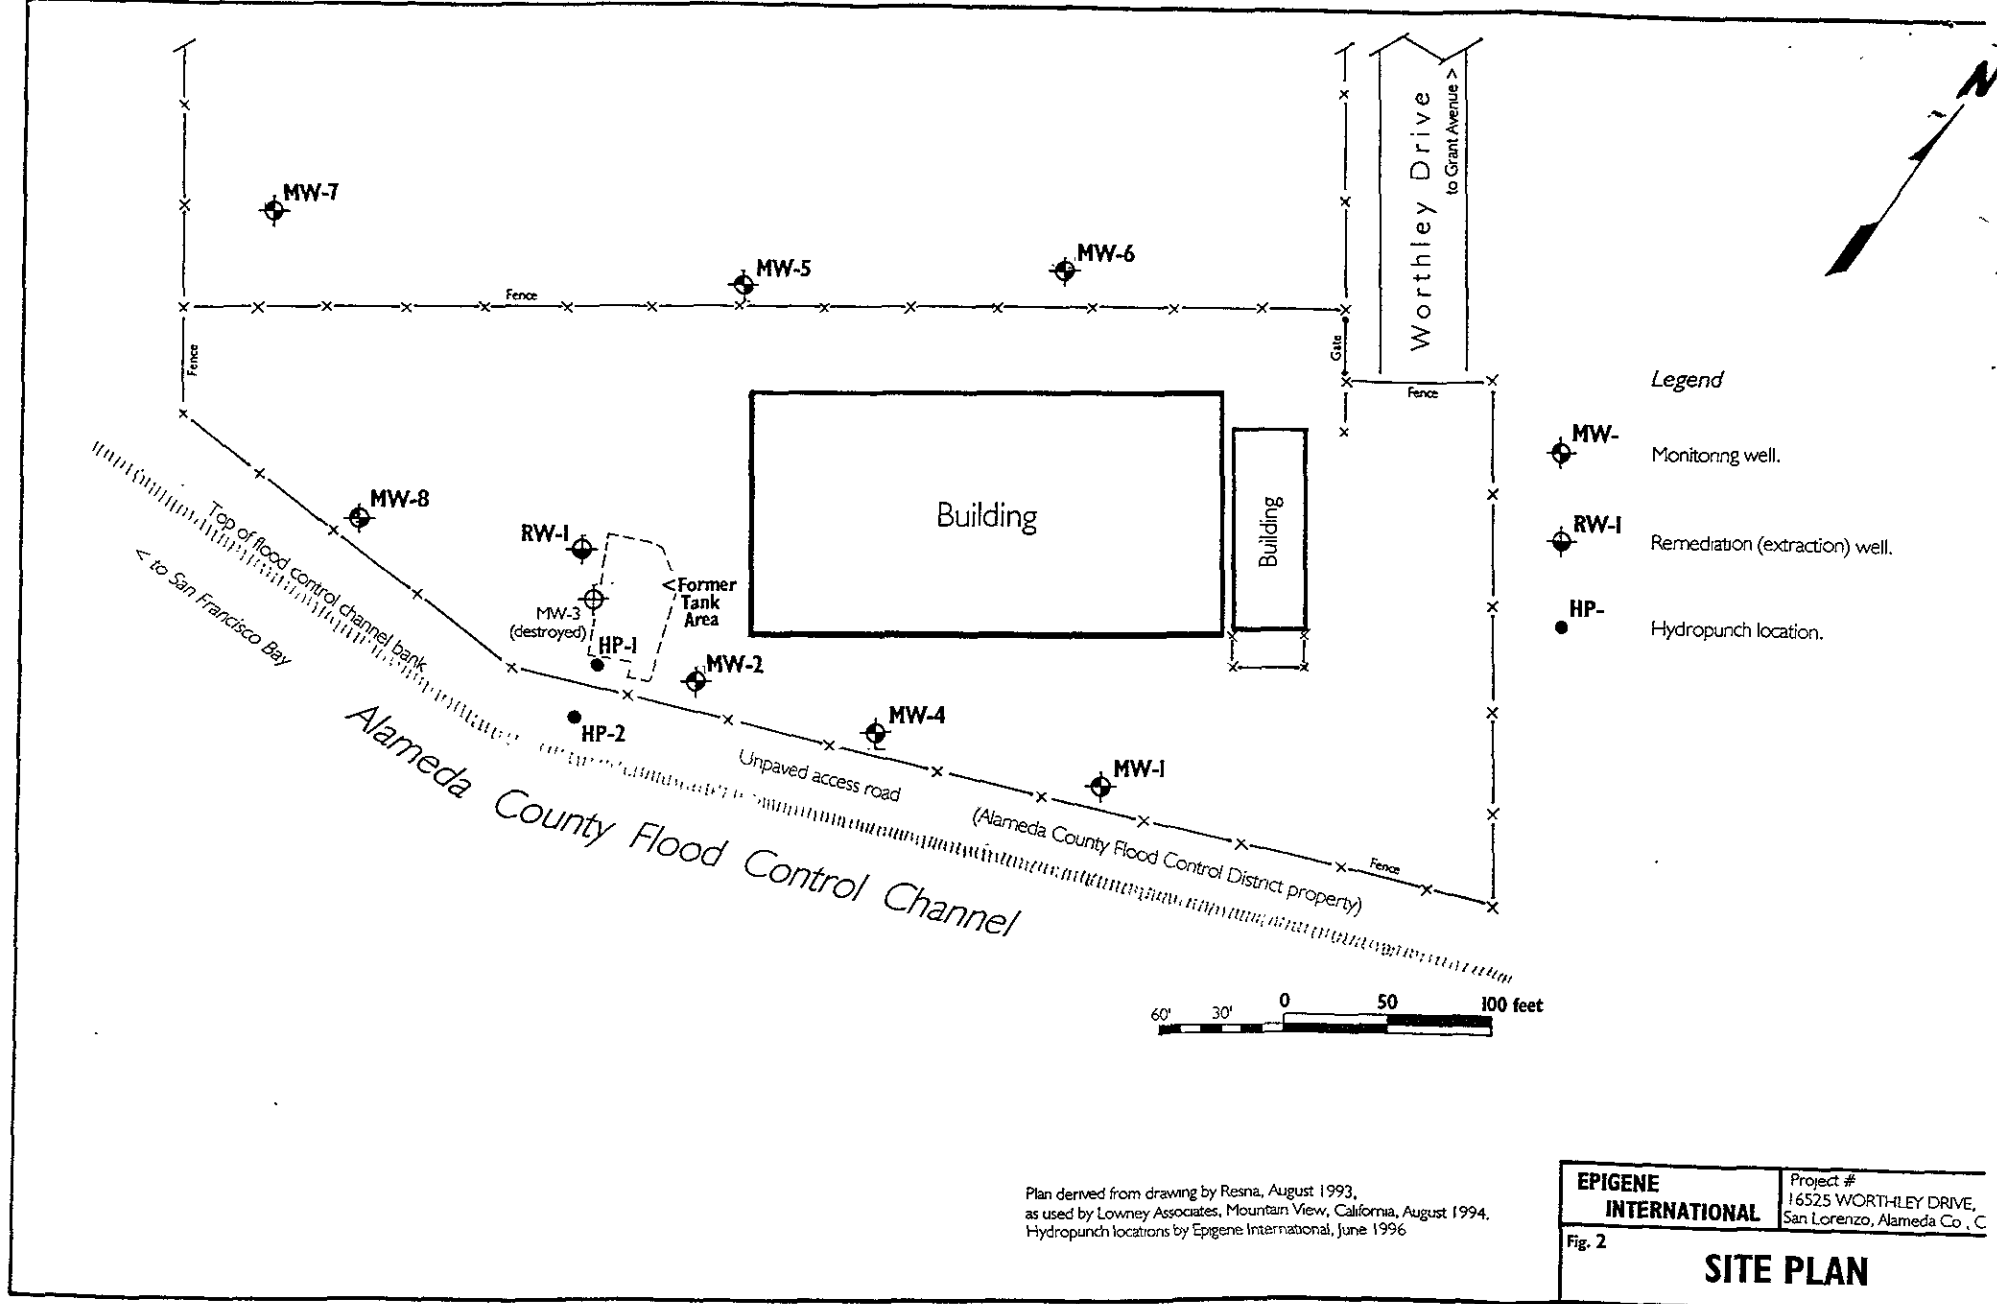 N
Worthley Drive
to Grant Avenue >
MW-7
MW-5
MW-6
Fence
Fence
Gate
Fence
Legend
MW-
Monitoring well.
RW-1
Remediation (extraction) well.
HP-
Hydropunch location.
Building
Building
MW-8
RW-1
< Former
Tank
Area
MW-3
(destroyed)
HP-1
MW-2
HP-2
MW-4
MW-1
Top of flood control channel bank
< to San Francisco Bay
Unpaved access road
(Alameda County Flood Control District property)
Fence
Alameda County Flood Control Channel
60' 30' 0 50 100 feet
Plan derived from drawing by Resna, August 1993,
as used by Lowney Associates, Mountain View, California, August 1994.
Hydropunch locations by Epigene International, June 1996
EPIGENE
INTERNATIONAL
Project #
16525 WORTHLEY DRIVE,
San Lorenzo, Alameda Co., C
Fig. 2
SITE PLAN